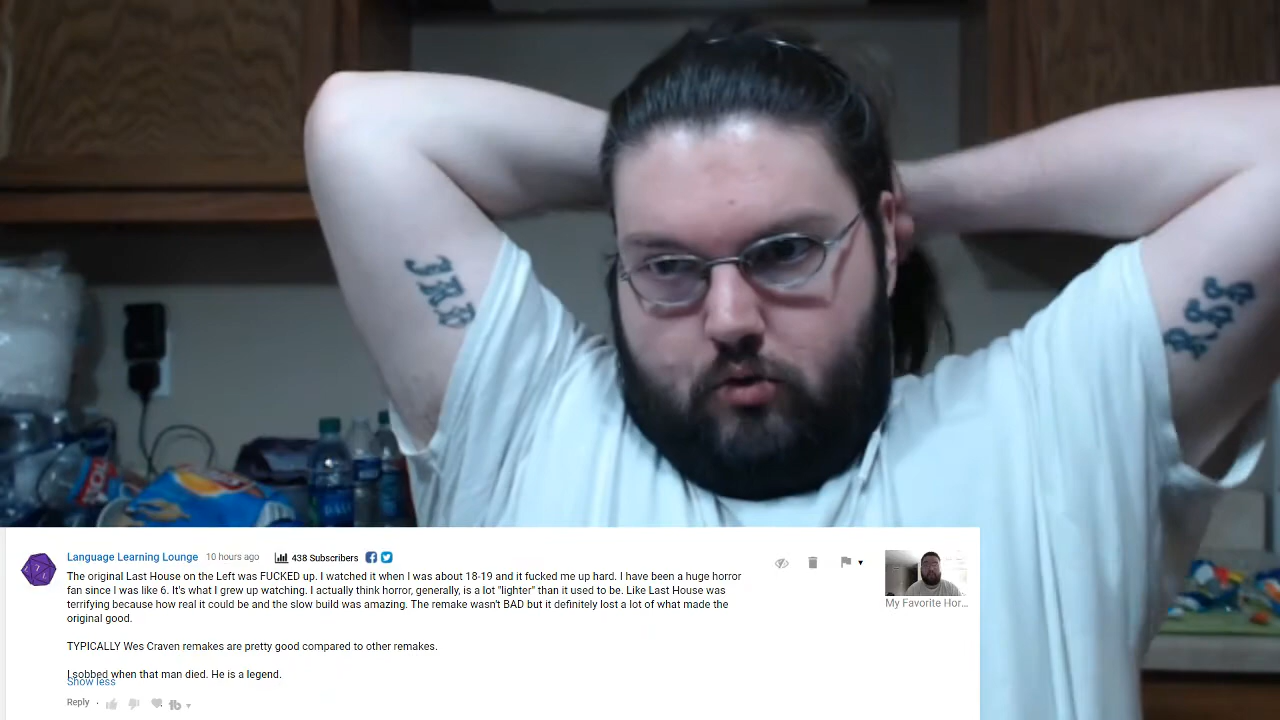 Language Learning Lounge 10 hours ago 438 Subscribers
The original Last House on the Left was FUCKED up. I watched it when I was about 18-19 and it fucked me up hard. I have been a huge horror
fan since I was like 6. It's what I grew up watching. I actually think horror, generally, is a lot "lighter" than it used to be. Like Last House was
terrifying because how real it could be and the slow build was amazing. The remake wasn't BAD but it definitely lost a lot of what made the
original good.
TYPICALLY Wes Craven remakes are pretty good compared to other remakes.
I sobbed when that man died. He is a legend.
Show less
Reply
My Favorite Hor...